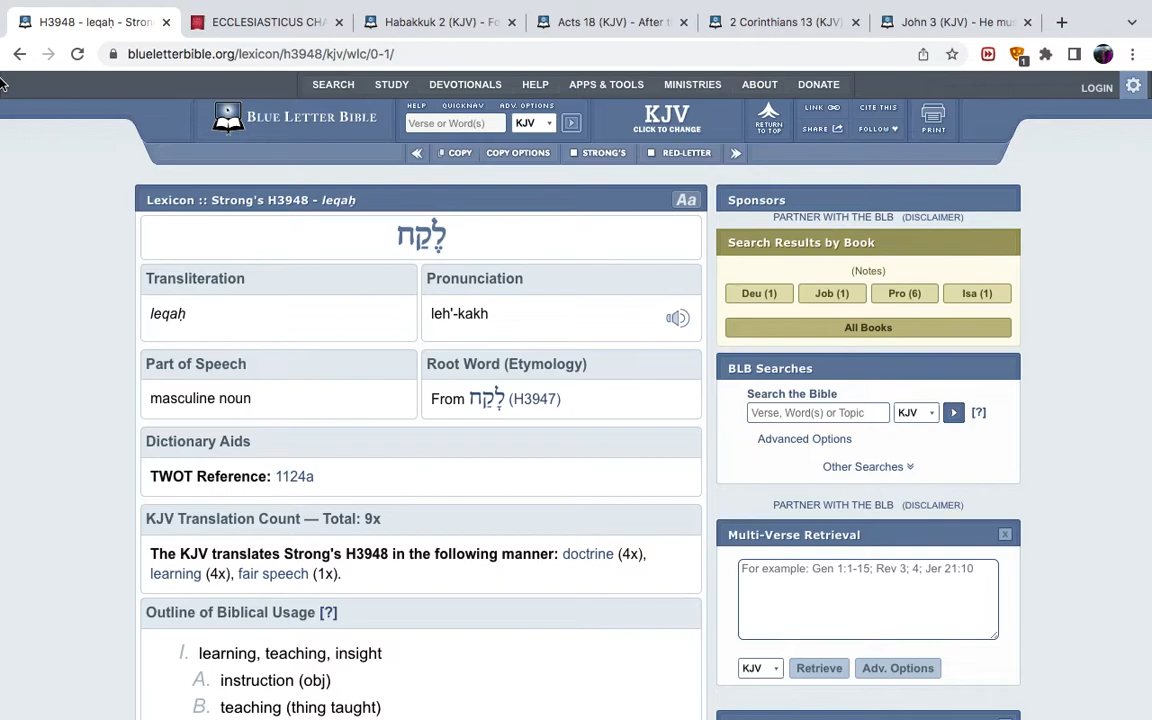 H3948 - leqaḥ - Stron
ECCLESIASTICUS CHA
Habakkuk 2 (KJV) - Fo
Acts 18 (KJV) - After t
2 Corinthians 13 (KJV)
John 3 (KJV) - He mu
blueletterbible.org/lexicon/h3948/kjv/wlc/0-1/
1
SEARCH STUDY DEVOTIONALS HELP APPS & TOOLS MINISTRIES ABOUT DONATE
LOGIN
BLUE LETTER BIBLE
HELP QUICKNAV ADV. OPTIONS
Verse or Word(s) KJV
KJV
CLICK TO CHANGE
RETURN
TO TOP
LINK CITE THIS
SHARE FOLLOW
PRINT
COPY COPY OPTIONS STRONG'S RED-LETTER
Lexicon :: Strong's H3948 - leqaḥ
Aa
לֶקַח
Transliteration
leqaḥ
Pronunciation
leh'-kakh
Part of Speech
masculine noun
Root Word (Etymology)
From לָקַח (H3947)
Dictionary Aids
TWOT Reference: 1124a
KJV Translation Count — Total: 9x
The KJV translates Strong's H3948 in the following manner: doctrine (4x),
learning (4x), fair speech (1x).
Outline of Biblical Usage [?]
I. learning, teaching, insight
A. instruction (obj)
B. teaching (thing taught)
Sponsors
PARTNER WITH THE BLB (DISCLAIMER)
Search Results by Book
(Notes)
Deu (1) Job (1) Pro (6) Isa (1)
All Books
BLB Searches
Search the Bible
Verse, Word(s) or Topic KJV [?]
Advanced Options
Other Searches
PARTNER WITH THE BLB (DISCLAIMER)
Multi-Verse Retrieval
x
For example: Gen 1:1-15; Rev 3; 4; Jer 21:10
KJV Retrieve Adv. Options